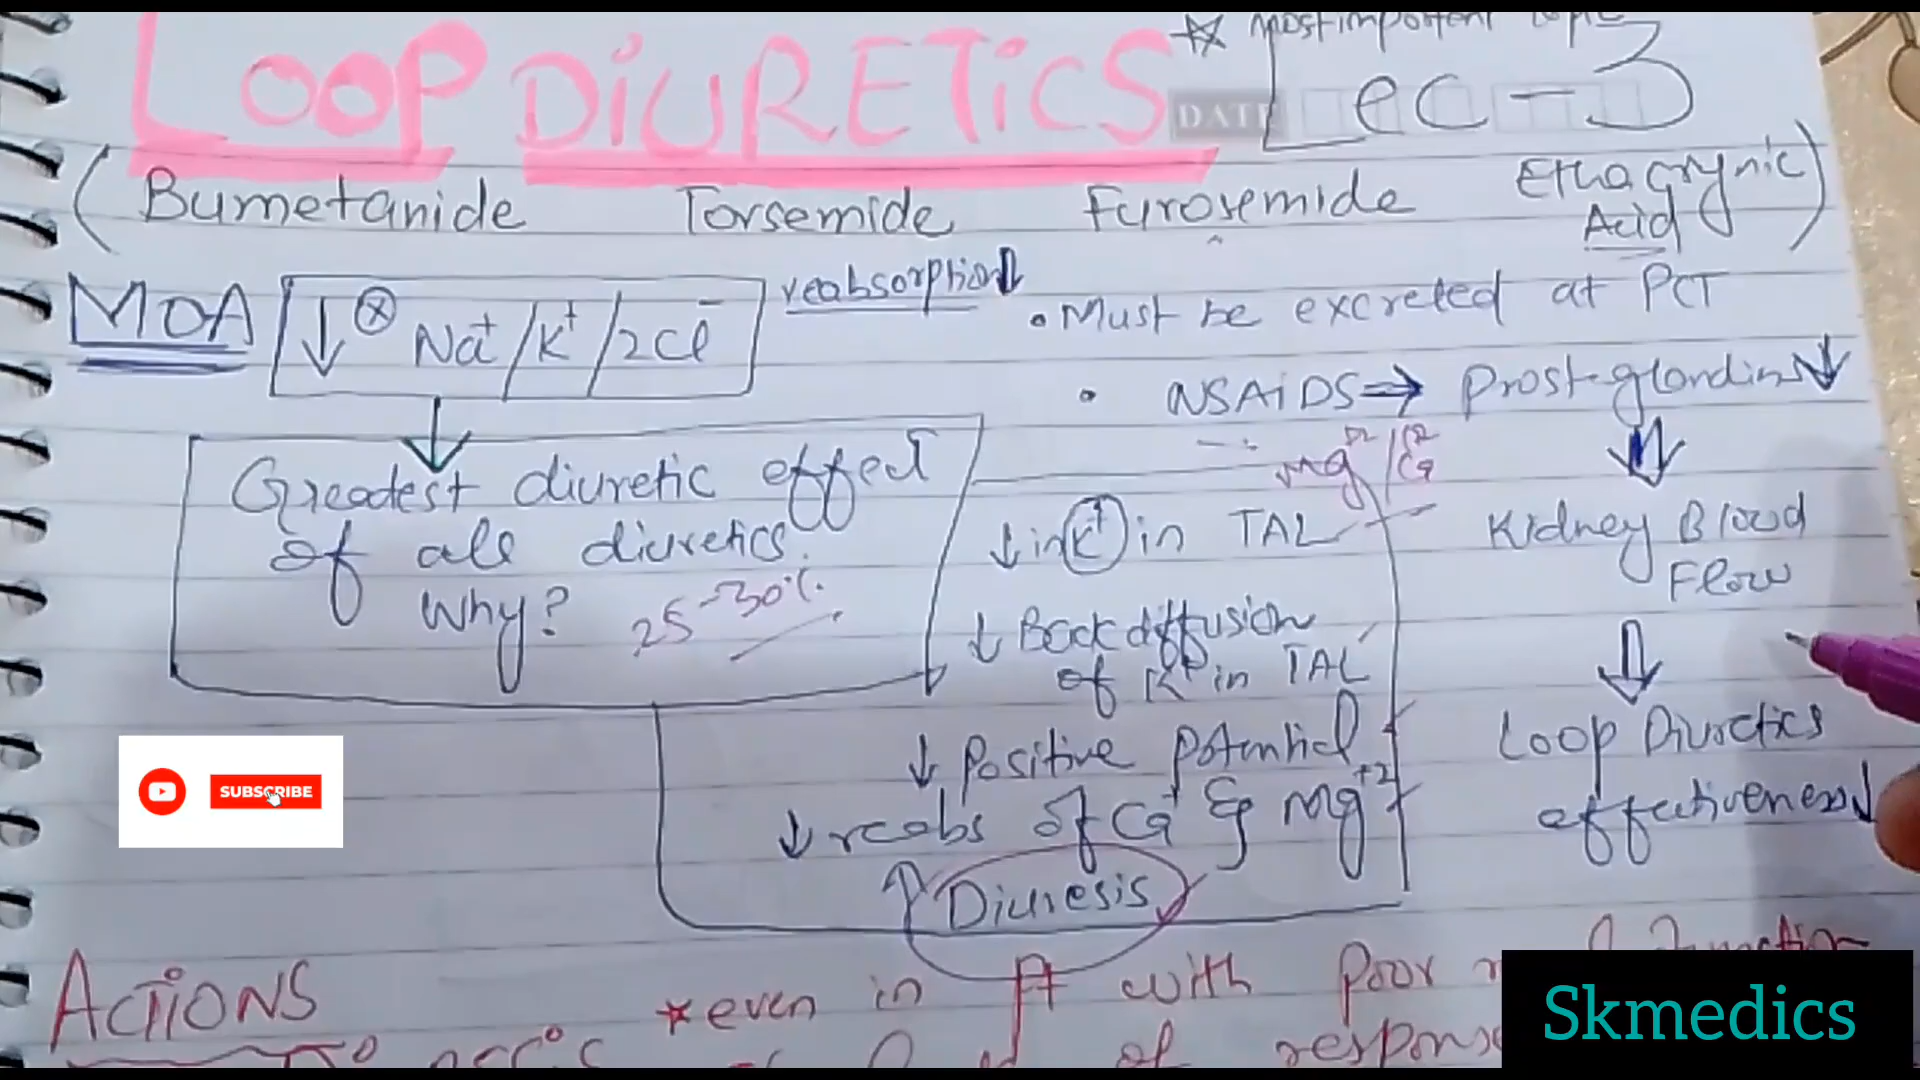 ☆ most important topic
LOOP DIURETICS
DATE
Lec-3
(Bumetanide Torsemide Furosemide Ethacrynic Acid)
MOA
↓ ⊗ Na+/K+/2Cl- reabsorption↓
• Must be excreted at PCT
• NSAIDS ⇒ Prostaglandins↓
Kidney Blood
Flow
Loop Diuretics
effectiveness↓
Greatest diuretic effect
of all diuretics.
Why? 25-30%
Mg+2/Ca+2
↓ in K+ in TAL
↓ Back diffusion
of K+ in TAL
↓ Positive potential
↓ reabs of Ca+ & Mg+2
↑ Diuresis
SUBSCRIBE
ACTIONS
*even in Pt with Poor
of response
Skmedics